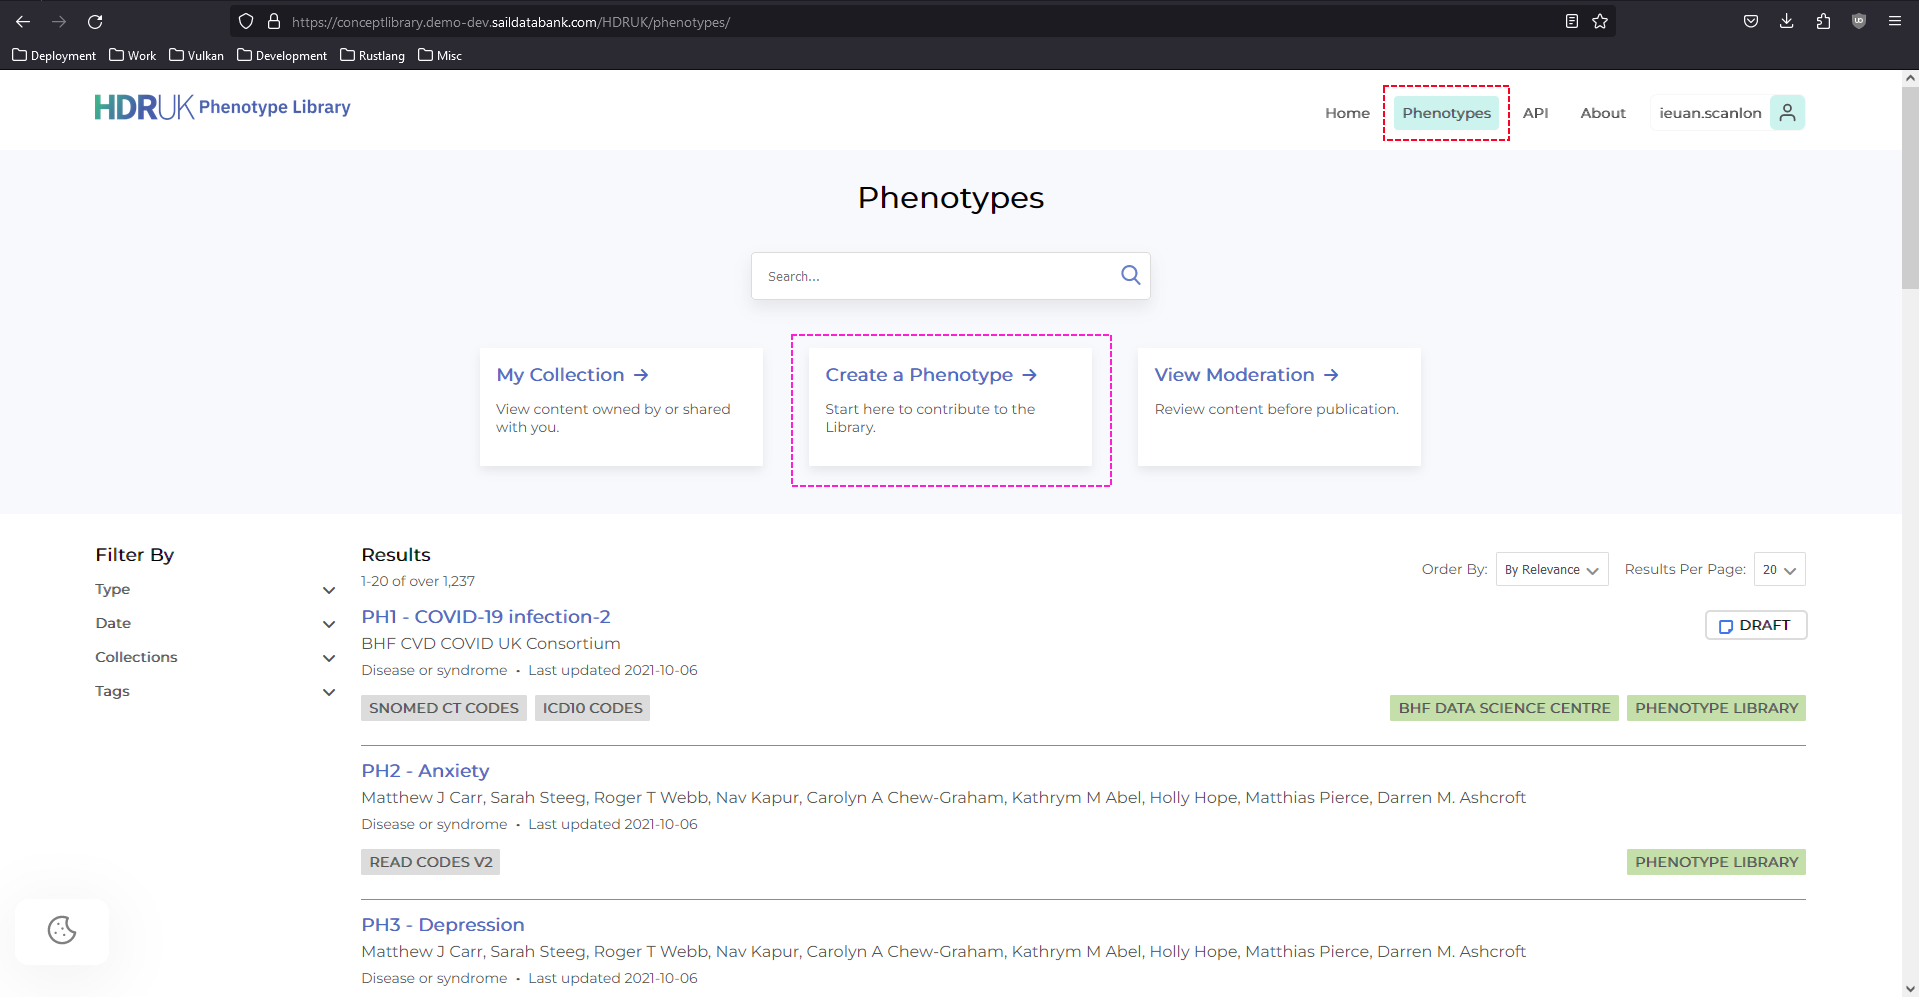 https://conceptlibrary.demo-dev.saildatabank.com/HDRUK/phenotypes/
Deployment Work Vulkan Development Rustlang Misc
HDRUK Phenotype Library
Home Phenotypes API About ieuan.scanlon
Phenotypes
Search...
My Collection →
View content owned by or shared
with you.
Create a Phenotype →
Start here to contribute to the
Library.
View Moderation →
Review content before publication.
Filter By
Type
Date
Collections
Tags
Results
1-20 of over 1,237
Order By: By Relevance Results Per Page: 20
PH1 - COVID-19 infection-2
DRAFT
BHF CVD COVID UK Consortium
Disease or syndrome • Last updated 2021-10-06
SNOMED CT CODES ICD10 CODES BHF DATA SCIENCE CENTRE PHENOTYPE LIBRARY
PH2 - Anxiety
Matthew J Carr, Sarah Steeg, Roger T Webb, Nav Kapur, Carolyn A Chew-Graham, Kathrym M Abel, Holly Hope, Matthias Pierce, Darren M. Ashcroft
Disease or syndrome • Last updated 2021-10-06
READ CODES V2 PHENOTYPE LIBRARY
PH3 - Depression
Matthew J Carr, Sarah Steeg, Roger T Webb, Nav Kapur, Carolyn A Chew-Graham, Kathrym M Abel, Holly Hope, Matthias Pierce, Darren M. Ashcroft
Disease or syndrome • Last updated 2021-10-06